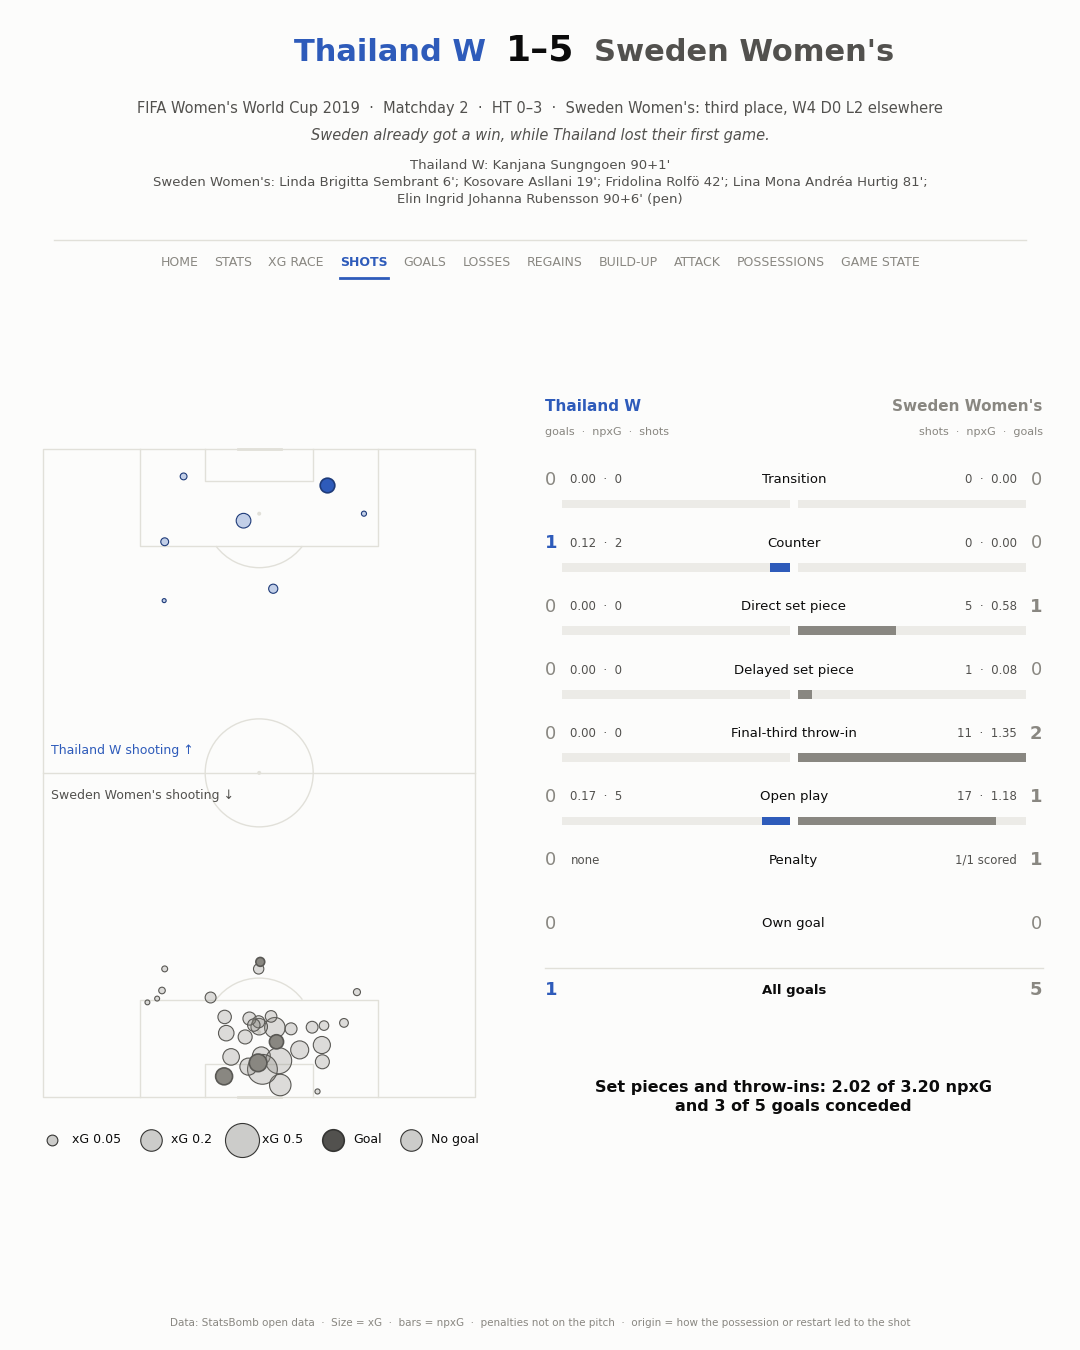 Thailand W 1–5 Sweden Women's
FIFA Women's World Cup 2019 · Matchday 2 · HT 0–3 · Sweden Women's: third place, W4 D0 L2 elsewhere
Sweden already got a win, while Thailand lost their first game.
Thailand W: Kanjana Sungngoen 90+1'
Sweden Women's: Linda Brigitta Sembrant 6'; Kosovare Asllani 19'; Fridolina Rolfö 42'; Lina Mona Andréa Hurtig 81';
Elin Ingrid Johanna Rubensson 90+6' (pen)
HOME STATS XG RACE SHOTS GOALS LOSSES REGAINS BUILD-UP ATTACK POSSESSIONS GAME STATE
Thailand W shooting ↑
Sweden Women's shooting ↓
xG 0.05 xG 0.2 xG 0.5 Goal No goal
Thailand W Sweden Women's
goals · npxG · shots shots · npxG · goals
0 0.00 · 0 Transition 0 · 0.00 0
1 0.12 · 2 Counter 0 · 0.00 0
0 0.00 · 0 Direct set piece 5 · 0.58 1
0 0.00 · 0 Delayed set piece 1 · 0.08 0
0 0.00 · 0 Final-third throw-in 11 · 1.35 2
0 0.17 · 5 Open play 17 · 1.18 1
0 none Penalty 1/1 scored 1
0 Own goal 0
1 All goals 5
Set pieces and throw-ins: 2.02 of 3.20 npxG
and 3 of 5 goals conceded
Data: StatsBomb open data · Size = xG · bars = npxG · penalties not on the pitch · origin = how the possession or restart led to the shot